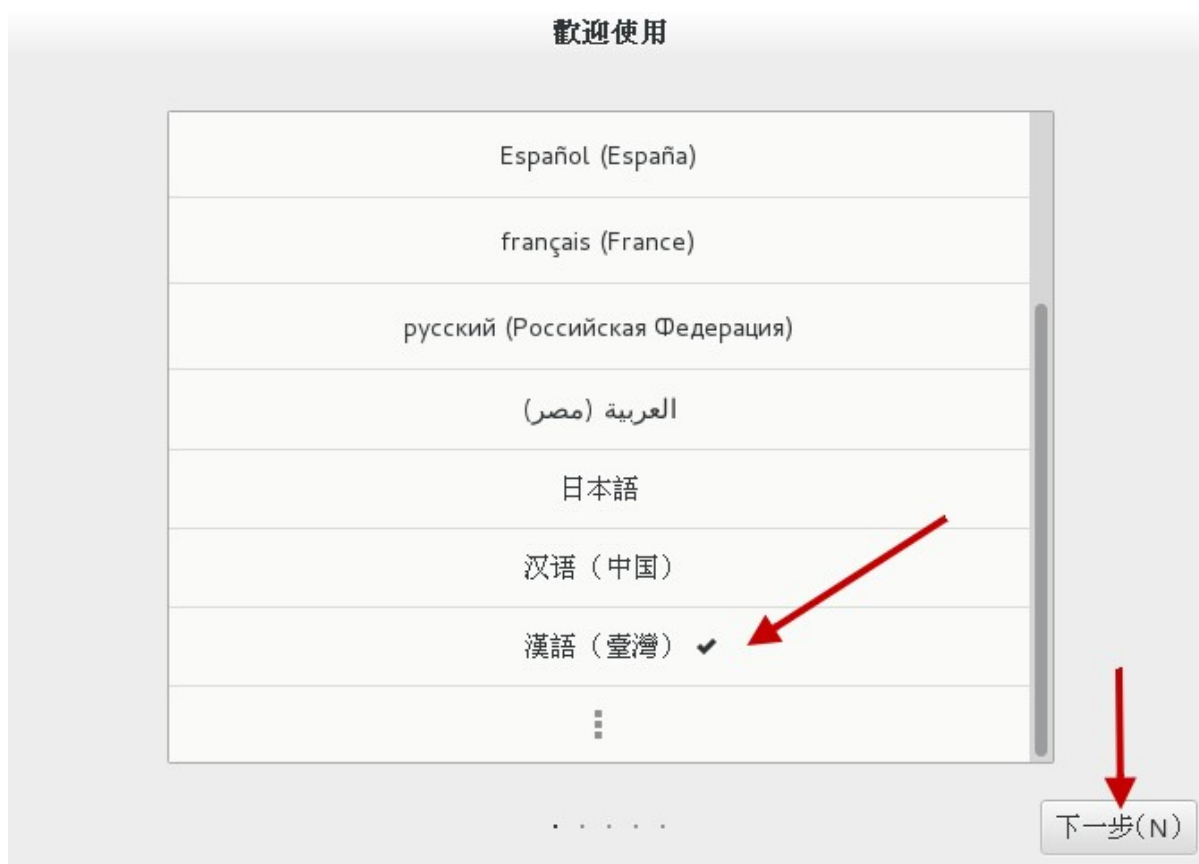 歡迎使用
Español (España)
français (France)
русский (Российская Федерация)
العربية (مصر)
日本語
汉语（中国）
漢語（臺灣）
下一步(N)